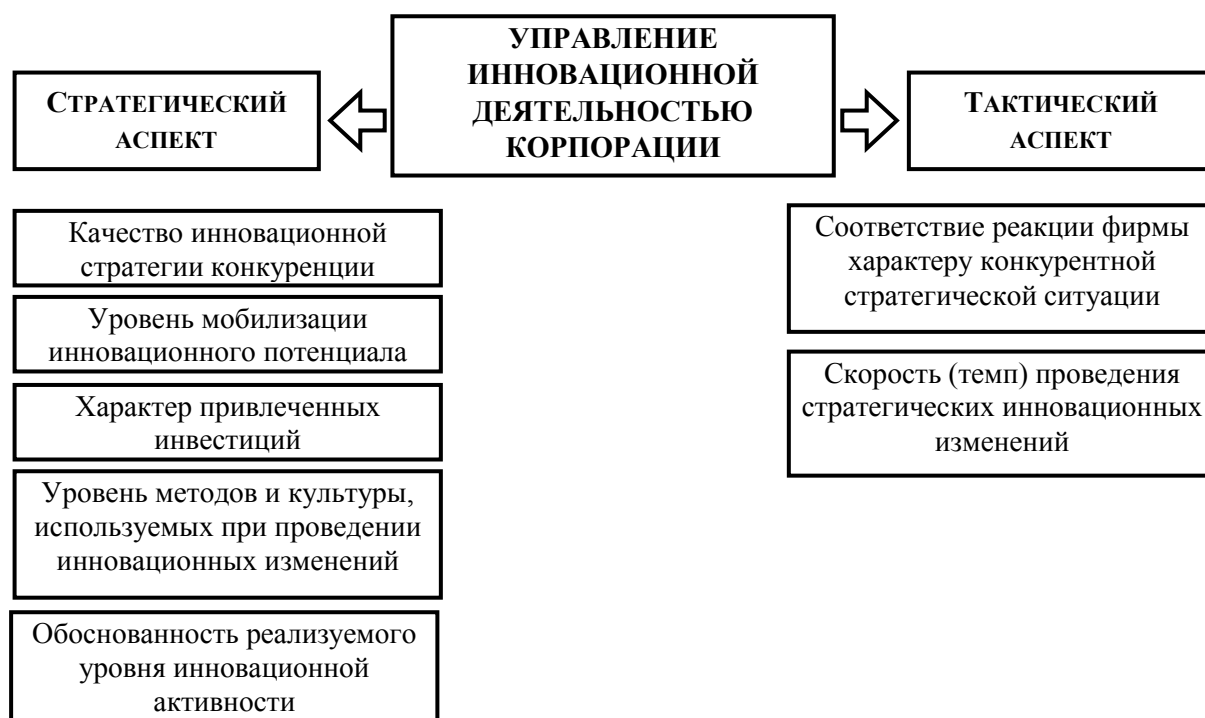 УПРАВЛЕНИЕ
ИННОВАЦИОННОЙ
ДЕЯТЕЛЬНОСТЬЮ
КОРПОРАЦИИ
СТРАТЕГИЧЕСКИЙ
АСПЕКТ
ТАКТИЧЕСКИЙ
АСПЕКТ
Качество инновационной
стратегии конкуренции
Уровень мобилизации
инновационного потенциала
Характер привлеченных
инвестиций
Уровень методов и культуры,
используемых при проведении
инновационных изменений
Обоснованность реализуемого
уровня инновационной
активности
Соответствие реакции фирмы
характеру конкурентной
стратегической ситуации
Скорость (темп) проведения
стратегических инновационных
изменений